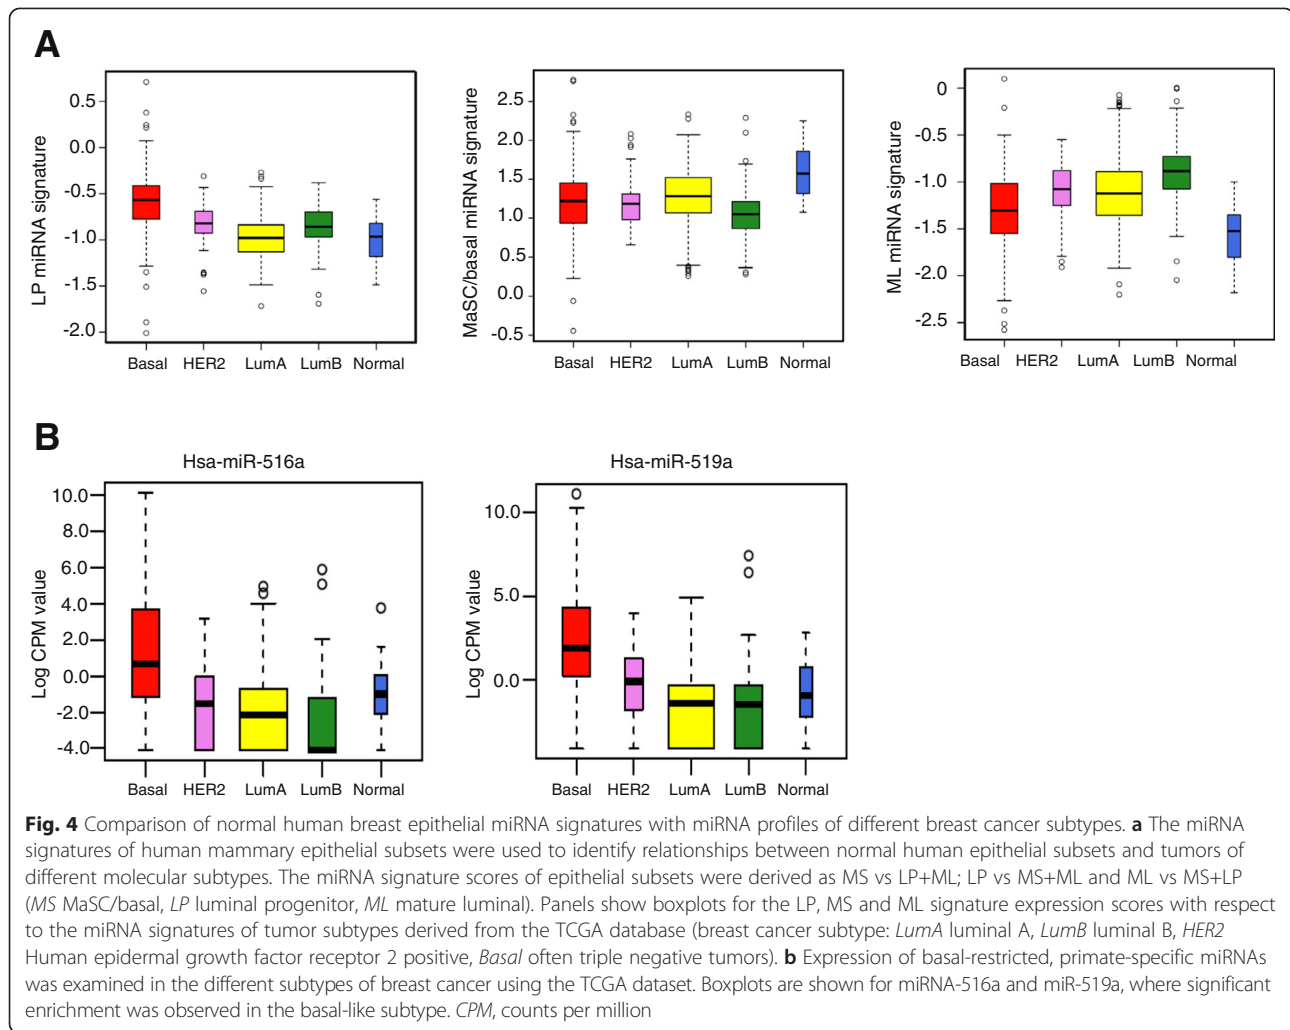 A
LP miRNA signature
0.5
0.0
-0.5
-1.0
-1.5
-2.0
Basal HER2 LumA LumB Normal
MaSC/basal miRNA signature
2.5
2.0
1.5
1.0
0.5
0.0
-0.5
Basal HER2 LumA LumB Normal
ML miRNA signature
0
-0.5
-1.0
-1.5
-2.0
-2.5
Basal HER2 LumA LumB Normal
B
Hsa-miR-516a
Log CPM value
10.0
8.0
6.0
4.0
2.0
0.0
-2.0
-4.0
Basal HER2 LumA LumB Normal
Hsa-miR-519a
Log CPM value
10.0
5.0
0.0
Basal HER2 LumA LumB Normal
Fig. 4 Comparison of normal human breast epithelial miRNA signatures with miRNA profiles of different breast cancer subtypes. a The miRNA
signatures of human mammary epithelial subsets were used to identify relationships between normal human epithelial subsets and tumors of
different molecular subtypes. The miRNA signature scores of epithelial subsets were derived as MS vs LP+ML; LP vs MS+ML and ML vs MS+LP
(MS MaSC/basal, LP luminal progenitor, ML mature luminal). Panels show boxplots for the LP, MS and ML signature expression scores with respect
to the miRNA signatures of tumor subtypes derived from the TCGA database (breast cancer subtype: LumA luminal A, LumB luminal B, HER2
Human epidermal growth factor receptor 2 positive, Basal often triple negative tumors). b Expression of basal-restricted, primate-specific miRNAs
was examined in the different subtypes of breast cancer using the TCGA dataset. Boxplots are shown for miRNA-516a and miR-519a, where significant
enrichment was observed in the basal-like subtype. CPM, counts per million